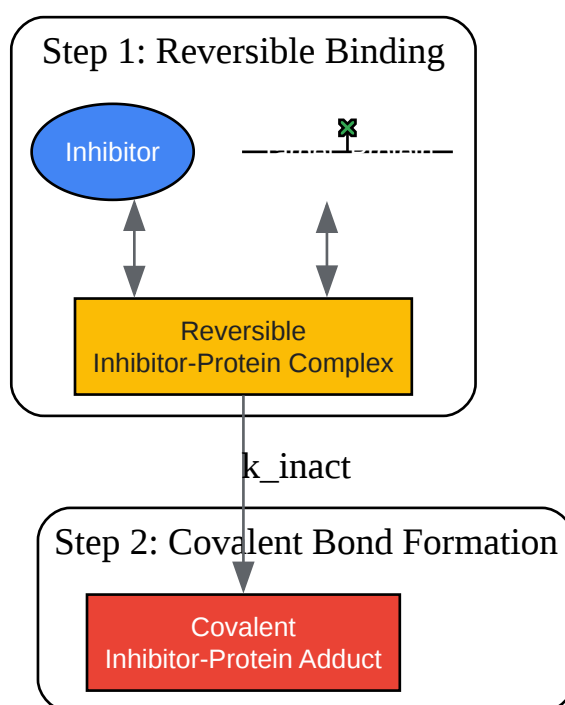 Step 1: Reversible Binding
Inhibitor
Reversible
Inhibitor-Protein Complex
k_inact
Step 2: Covalent Bond Formation
Covalent
Inhibitor-Protein Adduct